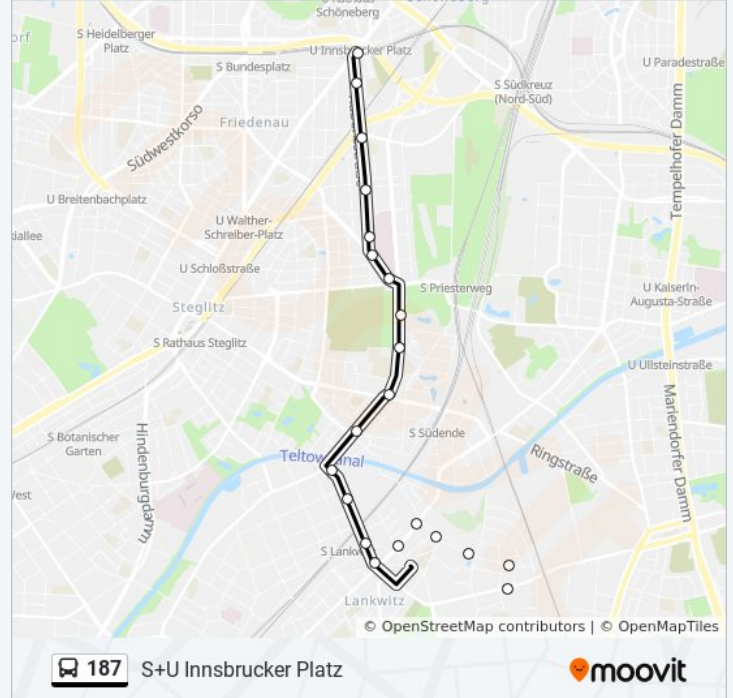 Schöneberg
S Heidelberger
Platz
U Innsbrucker Platz
S Bundesplatz
U Paradestraße
S Südkreuz
(Nord-Süd)
Friedenau
Südwestkorso
Tempelhofer Damm
U Breitenbachplatz
U Walther-
Schreiber-Platz
U Schloßstraße
S Priesterweg
U Kaiserin-
Augusta-Straße
Steglitz
S Rathaus Steglitz
U Ullsteinstraße
Mariendorfer Damm
S Botanischer
Garten
Hindenburgdamm
S Südende
Ringstraße
S Lankw
Lankwitz
© OpenStreetMap contributors | © OpenMapTiles
187 S+U Innsbrucker Platz
moovit